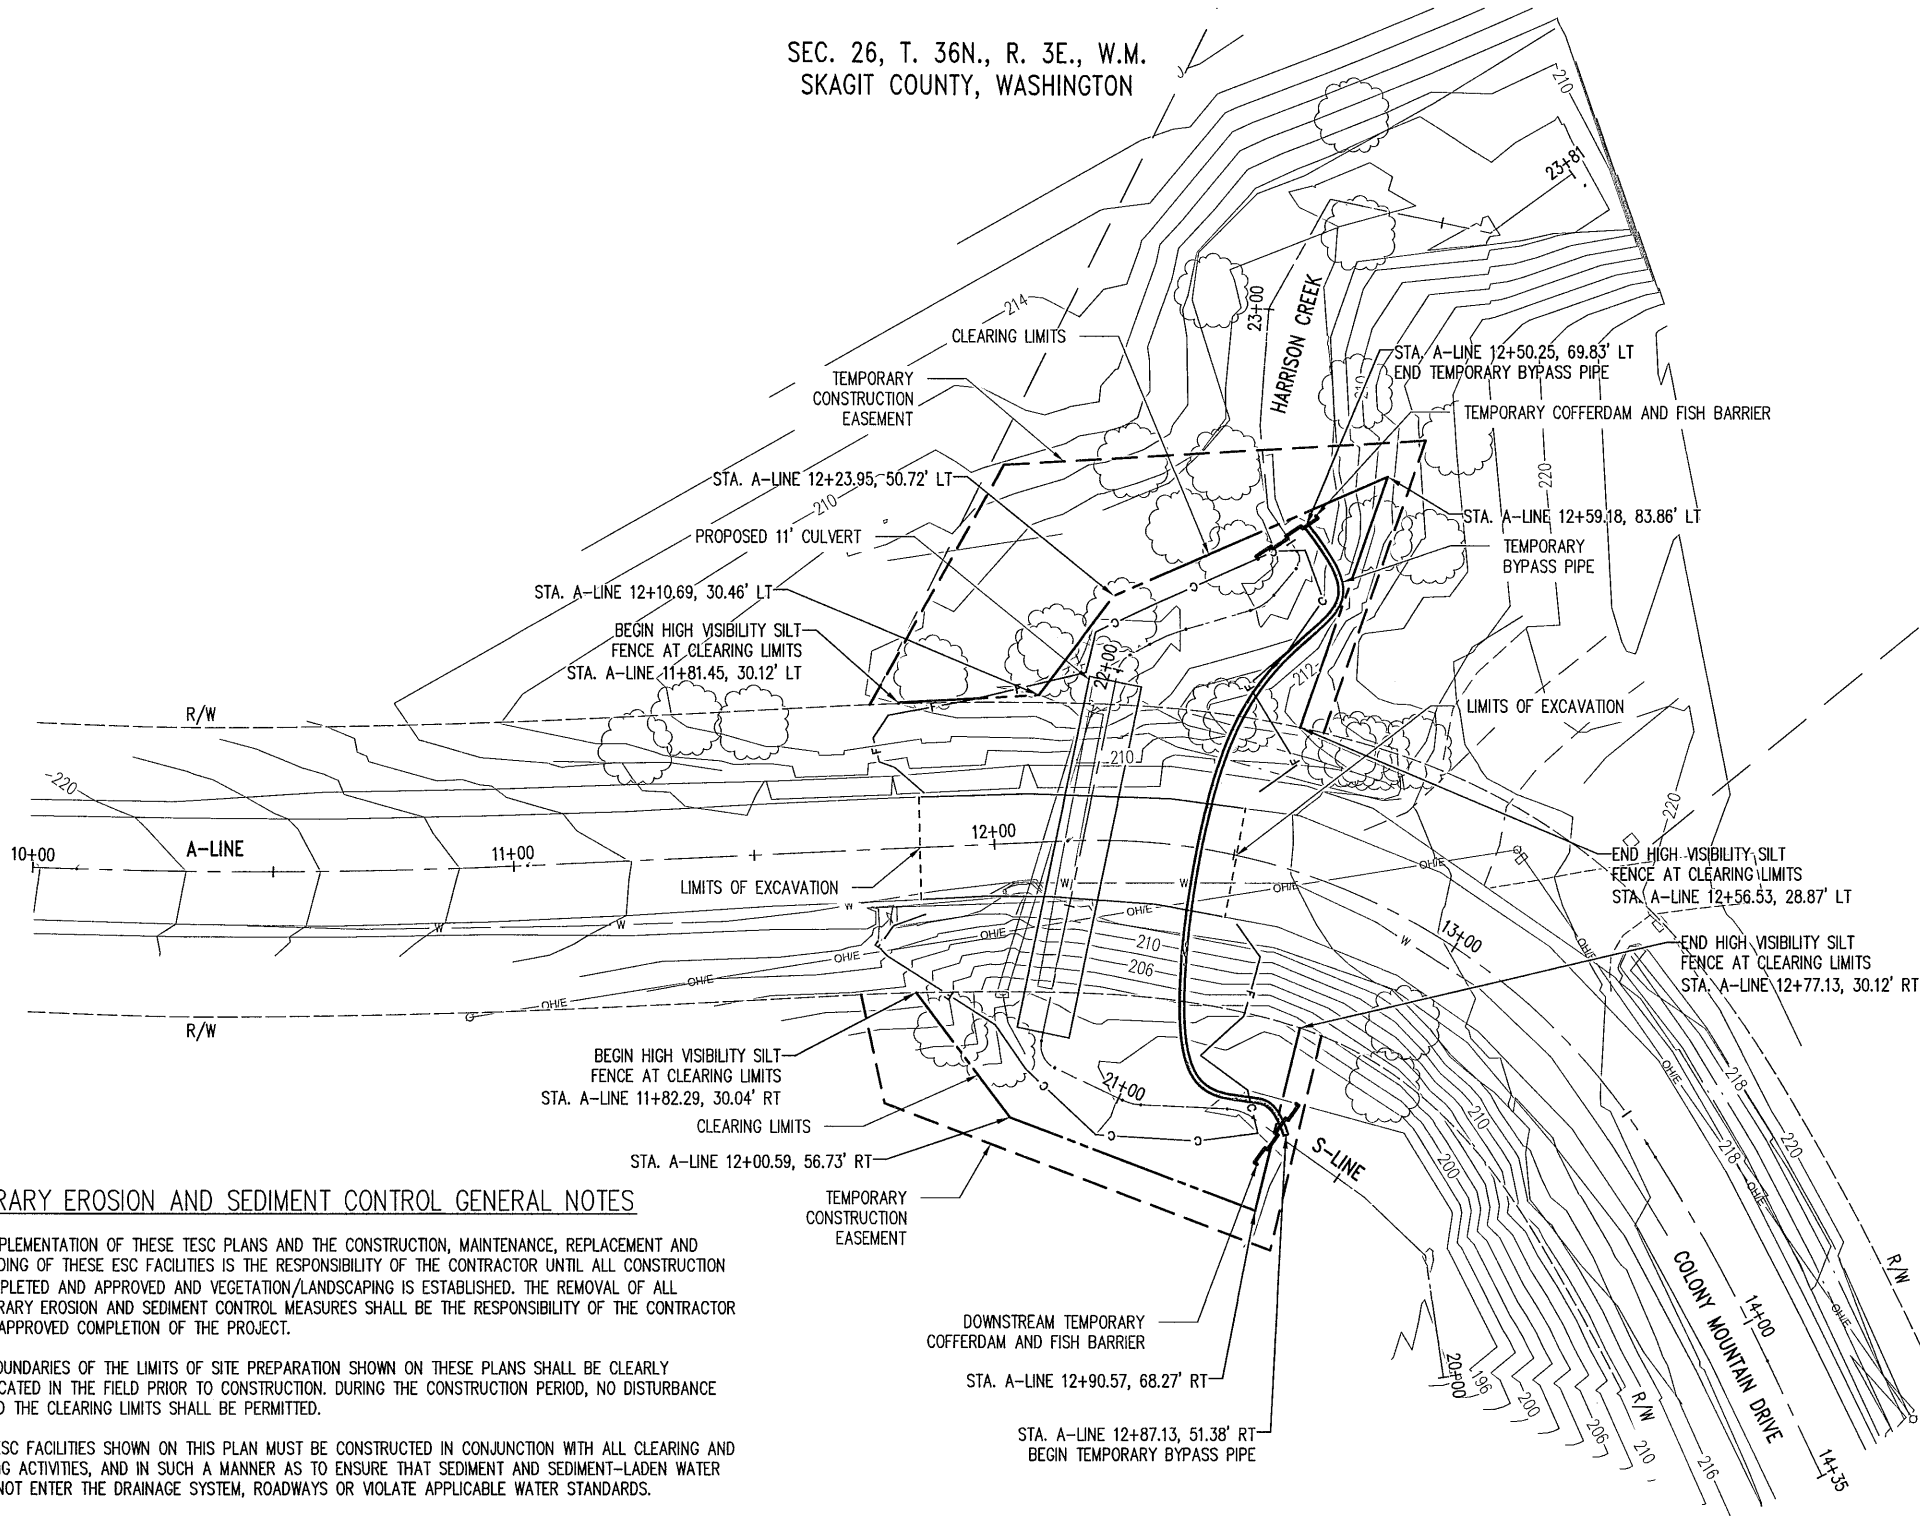 SEC. 26, T. 36N., R. 3E., W.M.
SKAGIT COUNTY, WASHINGTON
210
23+81
214
23+00
HARRISON CREEK
CLEARING LIMITS
STA. A-LINE 12+50.25, 69.83' LT
END TEMPORARY BYPASS PIPE
TEMPORARY
CONSTRUCTION
EASEMENT
210
TEMPORARY COFFERDAM AND FISH BARRIER
STA. A-LINE 12+23.95, 50.72' LT
220
210
STA. A-LINE 12+59.18, 83.86' LT
PROPOSED 11' CULVERT
TEMPORARY
BYPASS PIPE
STA. A-LINE 12+10.69, 30.46' LT
C
C
C
BEGIN HIGH VISIBILITY SILT
FENCE AT CLEARING LIMITS
STA. A-LINE 11+81.45, 30.12' LT
22+00
212
R/W
F
LIMITS OF EXCAVATION
F
210
F
220
220
A-LINE
10+00
11+00
12+00
OH/E
END HIGH VISIBILITY SILT
FENCE AT CLEARING LIMITS
STA. A-LINE 12+56.53, 28.87' LT
LIMITS OF EXCAVATION
W
W
OH/E
W
OH/E
W
W
OH/E
210
W
13+00
OH/E
END HIGH VISIBILITY SILT
FENCE AT CLEARING LIMITS
STA. A-LINE 12+77.13, 30.12' RT
OH/E
206
OH/E
OH/E
F
R/W
BEGIN HIGH VISIBILITY SILT
FENCE AT CLEARING LIMITS
STA. A-LINE 11+82.29, 30.04' RT
OH/E
218
C
21+00
C
CLEARING LIMITS
C
C
210
218
220
STA. A-LINE 12+00.59, 56.73' RT
S-LINE
200
OH/E
TEMPORARY
CONSTRUCTION
EASEMENT
RARY EROSION AND SEDIMENT CONTROL GENERAL NOTES
PLEMENTATION OF THESE TESC PLANS AND THE CONSTRUCTION, MAINTENANCE, REPLACEMENT AND
DING OF THESE ESC FACILITIES IS THE RESPONSIBILITY OF THE CONTRACTOR UNTIL ALL CONSTRUCTION
PLETED AND APPROVED AND VEGETATION/LANDSCAPING IS ESTABLISHED. THE REMOVAL OF ALL
RARY EROSION AND SEDIMENT CONTROL MEASURES SHALL BE THE RESPONSIBILITY OF THE CONTRACTOR
APPROVED COMPLETION OF THE PROJECT.
OUNDARIES OF THE LIMITS OF SITE PREPARATION SHOWN ON THESE PLANS SHALL BE CLEARLY
CATED IN THE FIELD PRIOR TO CONSTRUCTION. DURING THE CONSTRUCTION PERIOD, NO DISTURBANCE
D THE CLEARING LIMITS SHALL BE PERMITTED.
ESC FACILITIES SHOWN ON THIS PLAN MUST BE CONSTRUCTED IN CONJUNCTION WITH ALL CLEARING AND
G ACTIVITIES, AND IN SUCH A MANNER AS TO ENSURE THAT SEDIMENT AND SEDIMENT-LADEN WATER
NOT ENTER THE DRAINAGE SYSTEM, ROADWAYS OR VIOLATE APPLICABLE WATER STANDARDS.
R/W
DOWNSTREAM TEMPORARY
COFFERDAM AND FISH BARRIER
COLONY MOUNTAIN DRIVE
14+00
OH/E
STA. A-LINE 12+90.57, 68.27' RT
20+00
196
200
206
210
216
R/W
STA. A-LINE 12+87.13, 51.38' RT
BEGIN TEMPORARY BYPASS PIPE
14+35